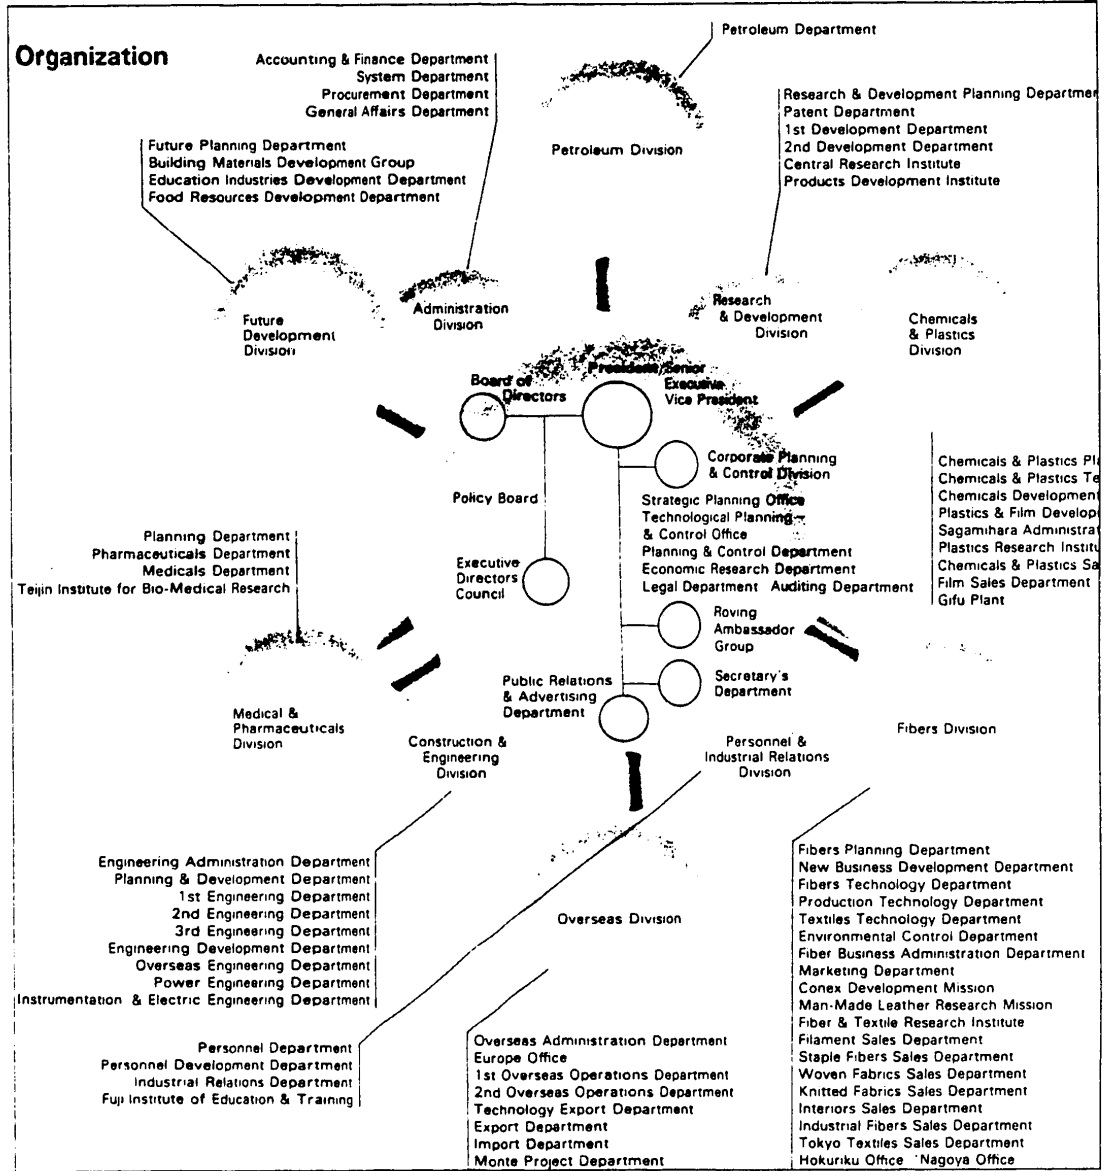 Organization
Petroleum Department
Accounting & Finance Department
System Department
Procurement Department
General Affairs Department
Petroleum Division
Research & Development Planning
Patent Department
1st Development Department
2nd Development Department
Central Research Institute
Products Development Institute
Future Planning Department
Building Materials Development Group
Education Industries Development Department
Food Resources Development Department
Future
Development
Division
Administration
Division
Research
& Development
Division
Chemicals
& Plastics
Division
Board of
Directors
President/Senior
Executive
Vice President
Corporate Planning
& Control Division
Policy Board
Strategic Planning Office
Technological Planning
& Control Office
Planning & Control Department
Economic Research Department
Legal Department Auditing Department
Executive
Directors
Council
Roving
Ambassador
Group
Secretary's
Department
Public Relations
& Advertising
Department
Chemicals & Plastics
Chemicals & Plastics
Chemicals Development
Plastics & Film
Sagamihara
Plastics Research
Chemicals & Plastics
Film Sales Department
Gifu Plant
Planning Department
Pharmaceuticals Department
Medicals Department
Teijin Institute for Bio-Medical Research
Medical &
Pharmaceuticals
Division
Construction &
Engineering
Division
Personnel &
Industrial Relations
Division
Fibers Division
Engineering Administration Department
Planning & Development Department
1st Engineering Department
2nd Engineering Department
3rd Engineering Department
Engineering Development Department
Overseas Engineering Department
Power Engineering Department
Instrumentation & Electric Engineering Department
Personnel Department
Personnel Development Department
Industrial Relations Department
Fuji Institute of Education & Training
Overseas Division
Overseas Administration Department
Europe Office
1st Overseas Operations Department
2nd Overseas Operations Department
Technology Export Department
Export Department
Import Department
Monte Project Department
Fibers Planning Department
New Business Development Department
Fibers Technology Department
Production Technology Department
Textiles Technology Department
Environmental Control Department
Fiber Business Administration Department
Marketing Department
Conex Development Mission
Man-Made Leather Research Mission
Fiber & Textile Research Institute
Filament Sales Department
Staple Fibers Sales Department
Woven Fabrics Sales Department
Knitted Fabrics Sales Department
Interiors Sales Department
Industrial Fibers Sales Department
Tokyo Textiles Sales Department
Hokuriku Office Nagoya Office